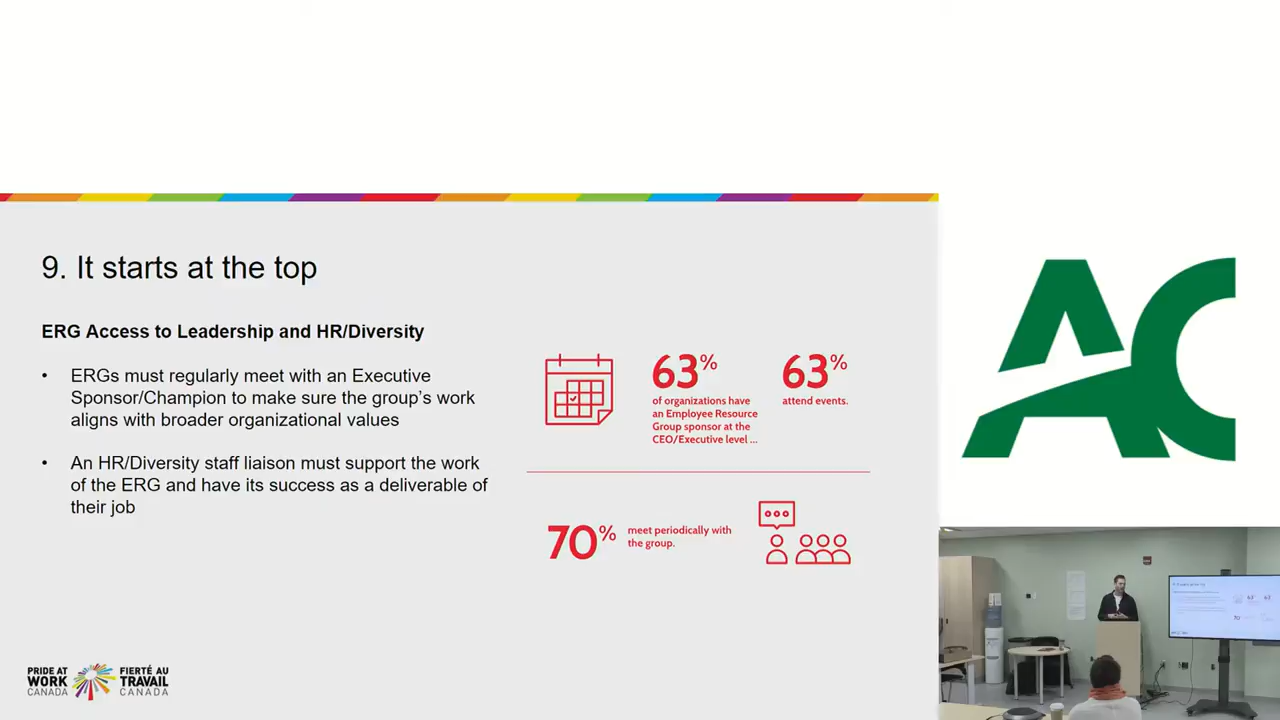 9. It starts at the top
ERG Access to Leadership and HR/Diversity
• ERGs must regularly meet with an Executive
Sponsor/Champion to make sure the group's work
aligns with broader organizational values
• An HR/Diversity staff liaison must support the work
of the ERG and have its success as a deliverable of
their job
63%
of organizations have
an Employee Resource
Group sponsor at the
CEO/Executive level ...
63%
attend events.
70%
meet periodically with
the group.
PRIDE AT
WORK
CANADA
FIERTÉ AU
TRAVAIL
CANADA
AC